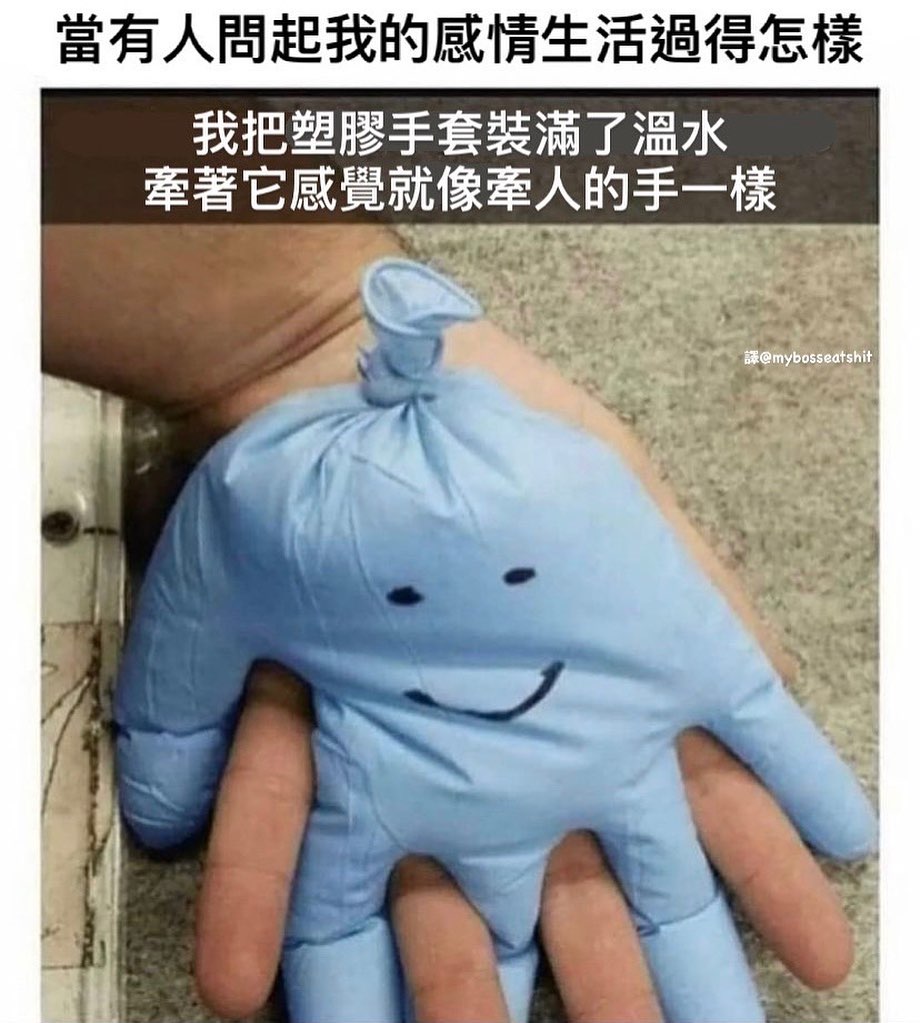 當有人問起我的感情生活過得怎樣
我把塑膠手套裝滿了溫水
牽著它感覺就像牽人的手一樣
譯@mybosseatshit